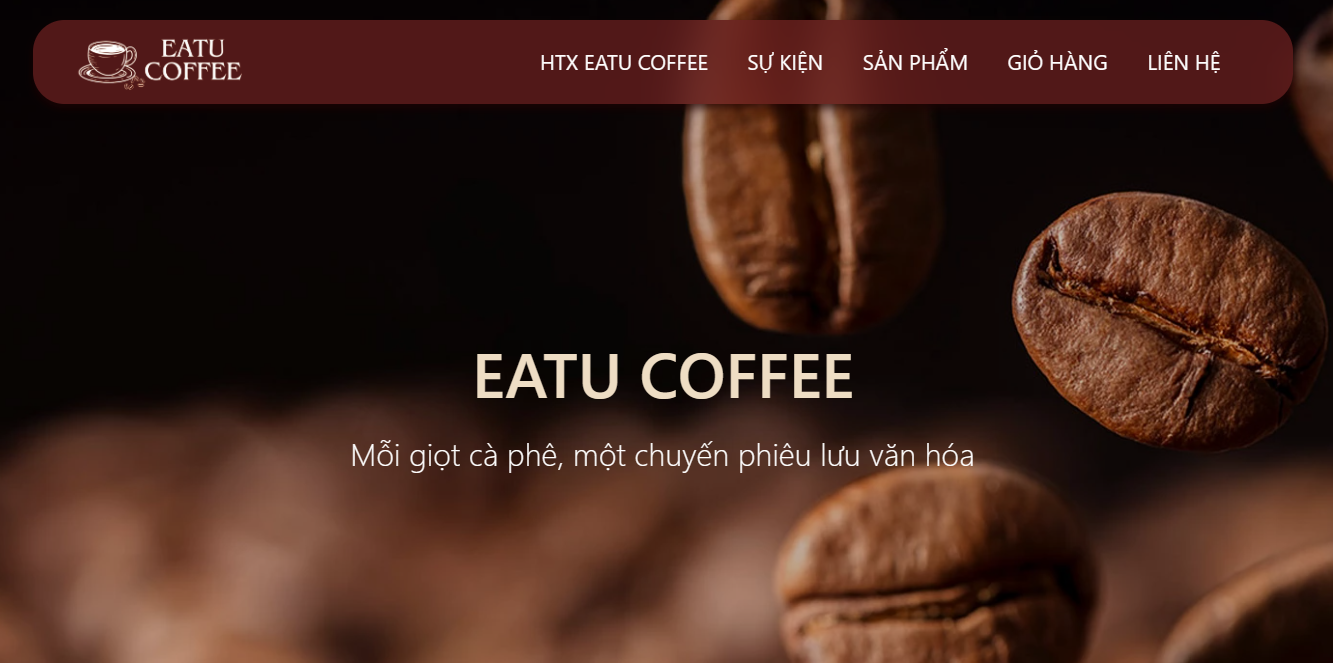 EATU
COFFEE
HTX EATU COFFEE SỰ KIỆN SẢN PHẨM GIỎ HÀNG LIÊN HỆ
EATU COFFEE
Mỗi giọt cà phê, một chuyến phiêu lưu văn hóa